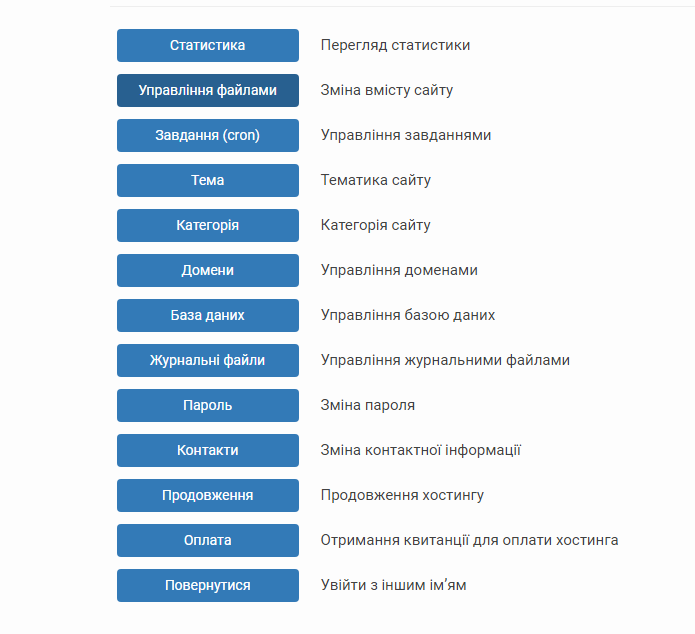 Статистика Перегляд статистики
Управління файлами Зміна вмісту сайту
Завдання (cron) Управління завданнями
Тема Тематика сайту
Категорія Категорія сайту
Домени Управління доменами
База даних Управління базою даних
Журнальні файли Управління журнальними файлами
Пароль Зміна пароля
Контакти Зміна контактної інформації
Продовження Продовження хостингу
Оплата Отримання квитанції для оплати хостинга
Повернутися Увійти з іншим ім’ям